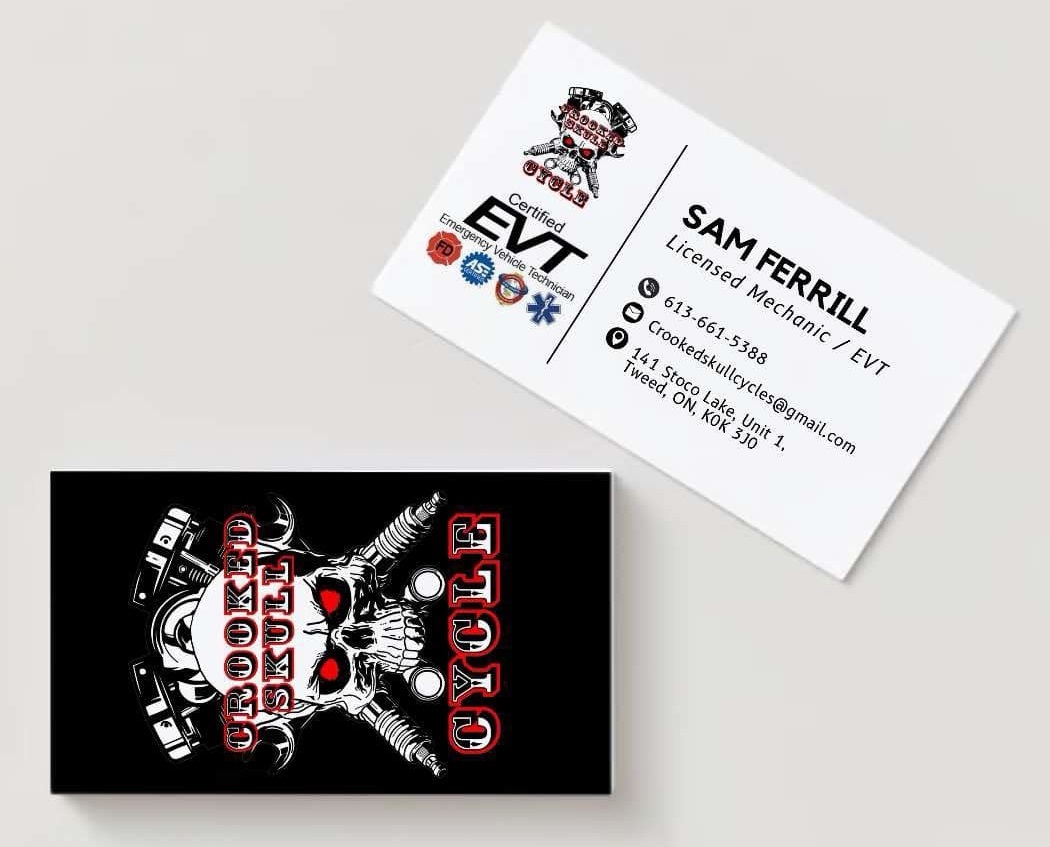 CROOKED
SKULL
CYCLE
Certified
EVT
Emergency Vehicle Technician
FD
ASE
SAM FERRILL
Licensed Mechanic / EVT
613-661-5388
Crookedskullcycles@gmail.com
141 Stoco Lake, Unit 1,
Tweed, ON, K0K 3J0
CROOKED
SKULL
CYCLE